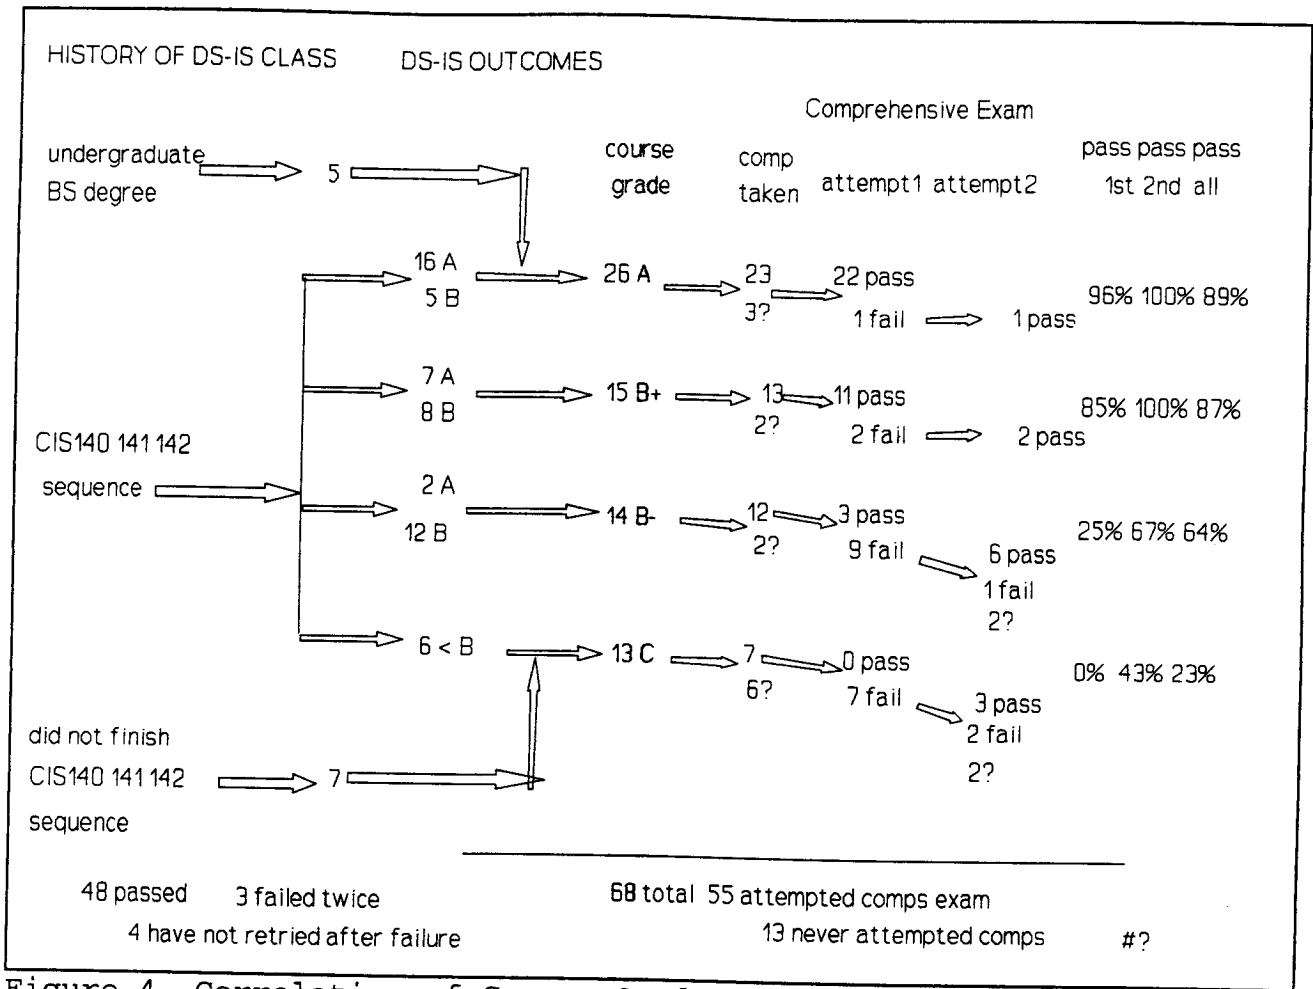 HISTORY OF DS-IS CLASS DS-IS OUTCOMES
Comprehensive Exam
undergraduate
BS degree
5
course
grade
comp
taken
attempt1 attempt2
pass pass pass
1st 2nd all
16 A
5 B
26 A
23
3?
22 pass
1 fail
1 pass
96% 100% 89%
7 A
8 B
15 B+
13
2?
11 pass
2 fail
2 pass
85% 100% 87%
CIS140 141 142
sequence
2 A
12 B
14 B-
12
2?
3 pass
9 fail
6 pass
1 fail
2?
25% 67% 64%
6 < B
13 C
7
6?
0 pass
7 fail
3 pass
2 fail
2?
0% 43% 23%
did not finish
CIS140 141 142
sequence
7
48 passed 3 failed twice
4 have not retried after failure
68 total 55 attempted comps exam
13 never attempted comps #?
Figure 4 Correlation of